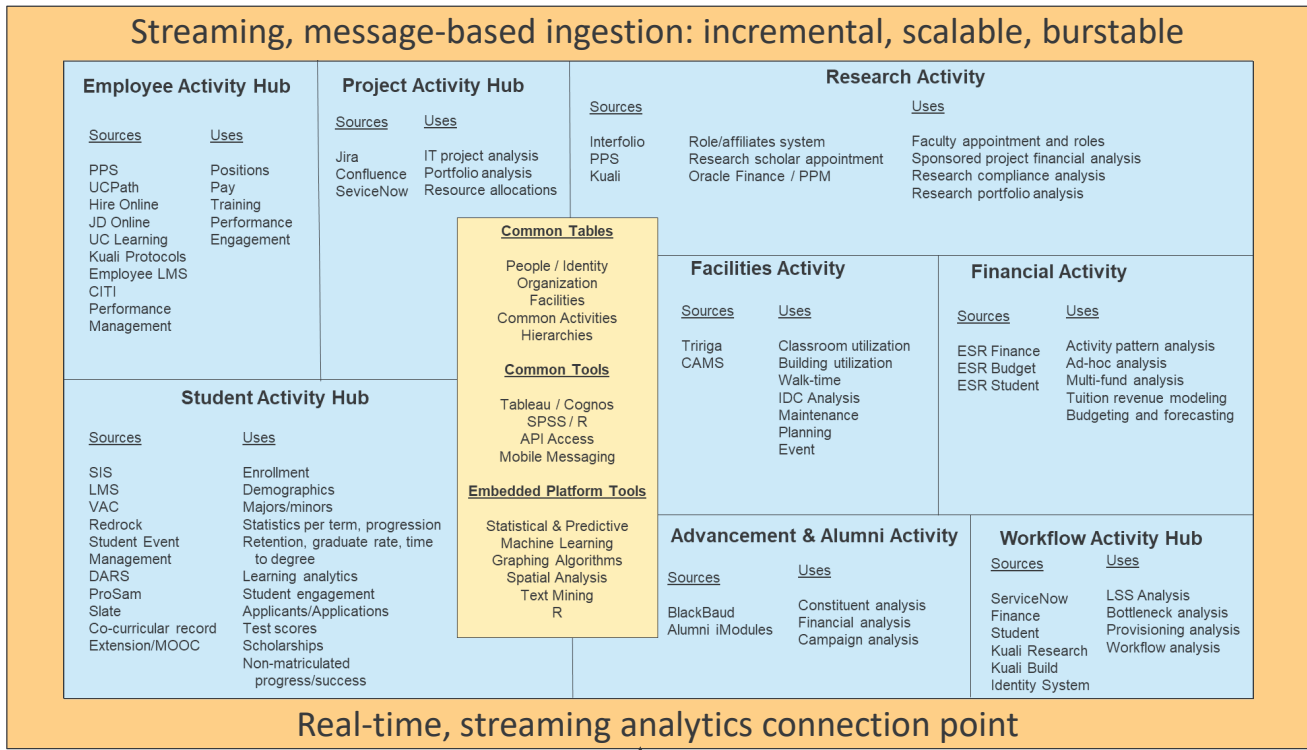 Streaming, message-based ingestion: incremental, scalable, burstable
Employee Activity Hub
Sources
PPS
UCPath
Hire Online
JD Online
UC Learning
Kuali Protocols
Employee LMS
CITI
Performance
Management
Uses
Positions
Pay
Training
Performance
Engagement
Project Activity Hub
Sources
Jira
Confluence
SeviceNow
Uses
IT project analysis
Portfolio analysis
Resource allocations
Research Activity
Sources
Interfolio
PPS
Kuali
Role/affiliates system
Research scholar appointment
Oracle Finance / PPM
Uses
Faculty appointment and roles
Sponsored project financial analysis
Research compliance analysis
Research portfolio analysis
Common Tables
People / Identity
Organization
Facilities
Common Activities
Hierarchies
Common Tools
Tableau / Cognos
SPSS / R
API Access
Mobile Messaging
Embedded Platform Tools
Statistical & Predictive
Machine Learning
Graphing Algorithms
Spatial Analysis
Text Mining
R
Facilities Activity
Sources
Tririga
CAMS
Uses
Classroom utilization
Building utilization
Walk-time
IDC Analysis
Maintenance
Planning
Event
Financial Activity
Sources
ESR Finance
ESR Budget
ESR Student
Uses
Activity pattern analysis
Ad-hoc analysis
Multi-fund analysis
Tuition revenue modeling
Budgeting and forecasting
Student Activity Hub
Sources
SIS
LMS
VAC
Redrock
Student Event
Management
DARS
ProSam
Slate
Co-curricular record
Extension/MOOC
Uses
Enrollment
Demographics
Majors/minors
Statistics per term, progression
Retention, graduate rate, time
to degree
Learning analytics
Student engagement
Applicants/Applications
Test scores
Scholarships
Non-matriculated
progress/success
Advancement & Alumni Activity
Sources
BlackBaud
Alumni iModules
Uses
Constituent analysis
Financial analysis
Campaign analysis
Workflow Activity Hub
Sources
ServiceNow
Finance
Student
Kuali Research
Kuali Build
Identity System
Uses
LSS Analysis
Bottleneck analysis
Provisioning analysis
Workflow analysis
Real-time, streaming analytics connection point